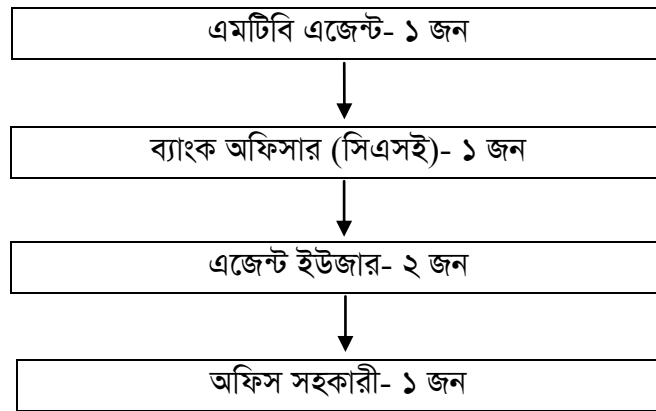 এমটিবি এজেন্ট- ১ জন
ব্যাংক অফিসার (সিএসই)- ১ জন
এজেন্ট ইউজার- ২ জন
অফিস সহকারী- ১ জন